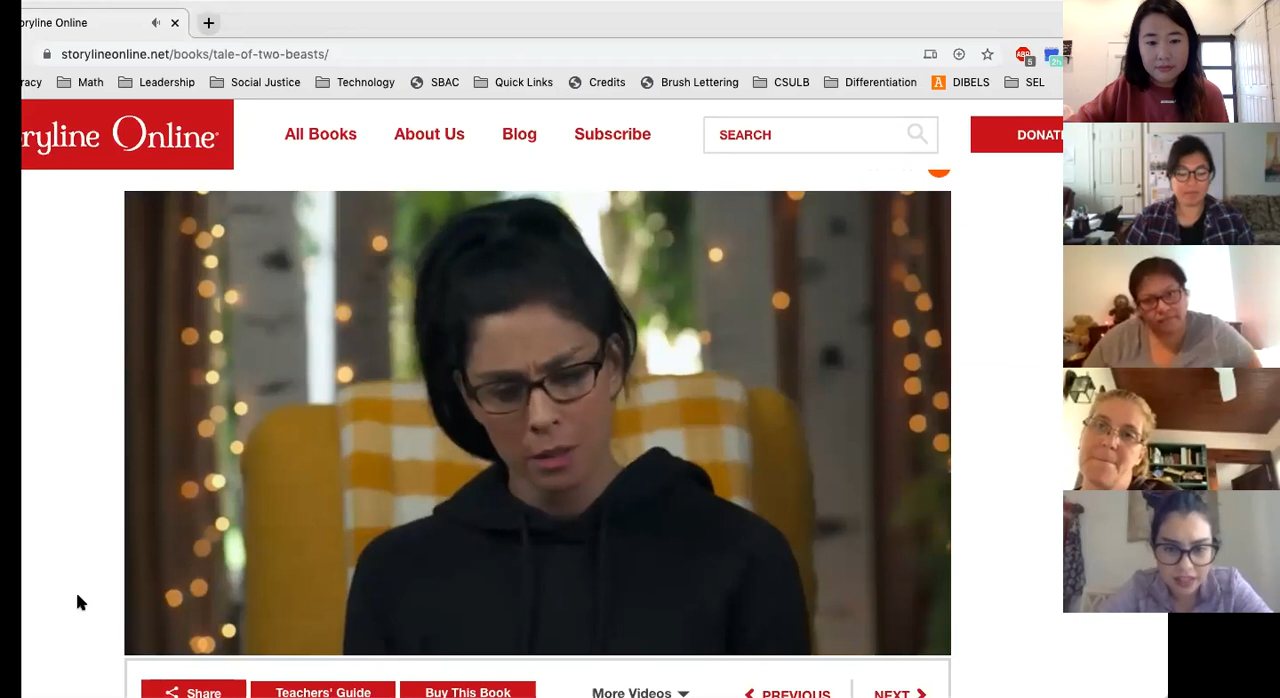 oryline Online
storylineonline.net/books/tale-of-two-beasts/
racy Math Leadership Social Justice Technology SBAC Quick Links Credits Brush Lettering CSULB Differentiation DIBELS SEL
ryline Online All Books About Us Blog Subscribe SEARCH DONATE
Share Teachers' Guide Buy This Book More Videos PREVIOUS NEXT